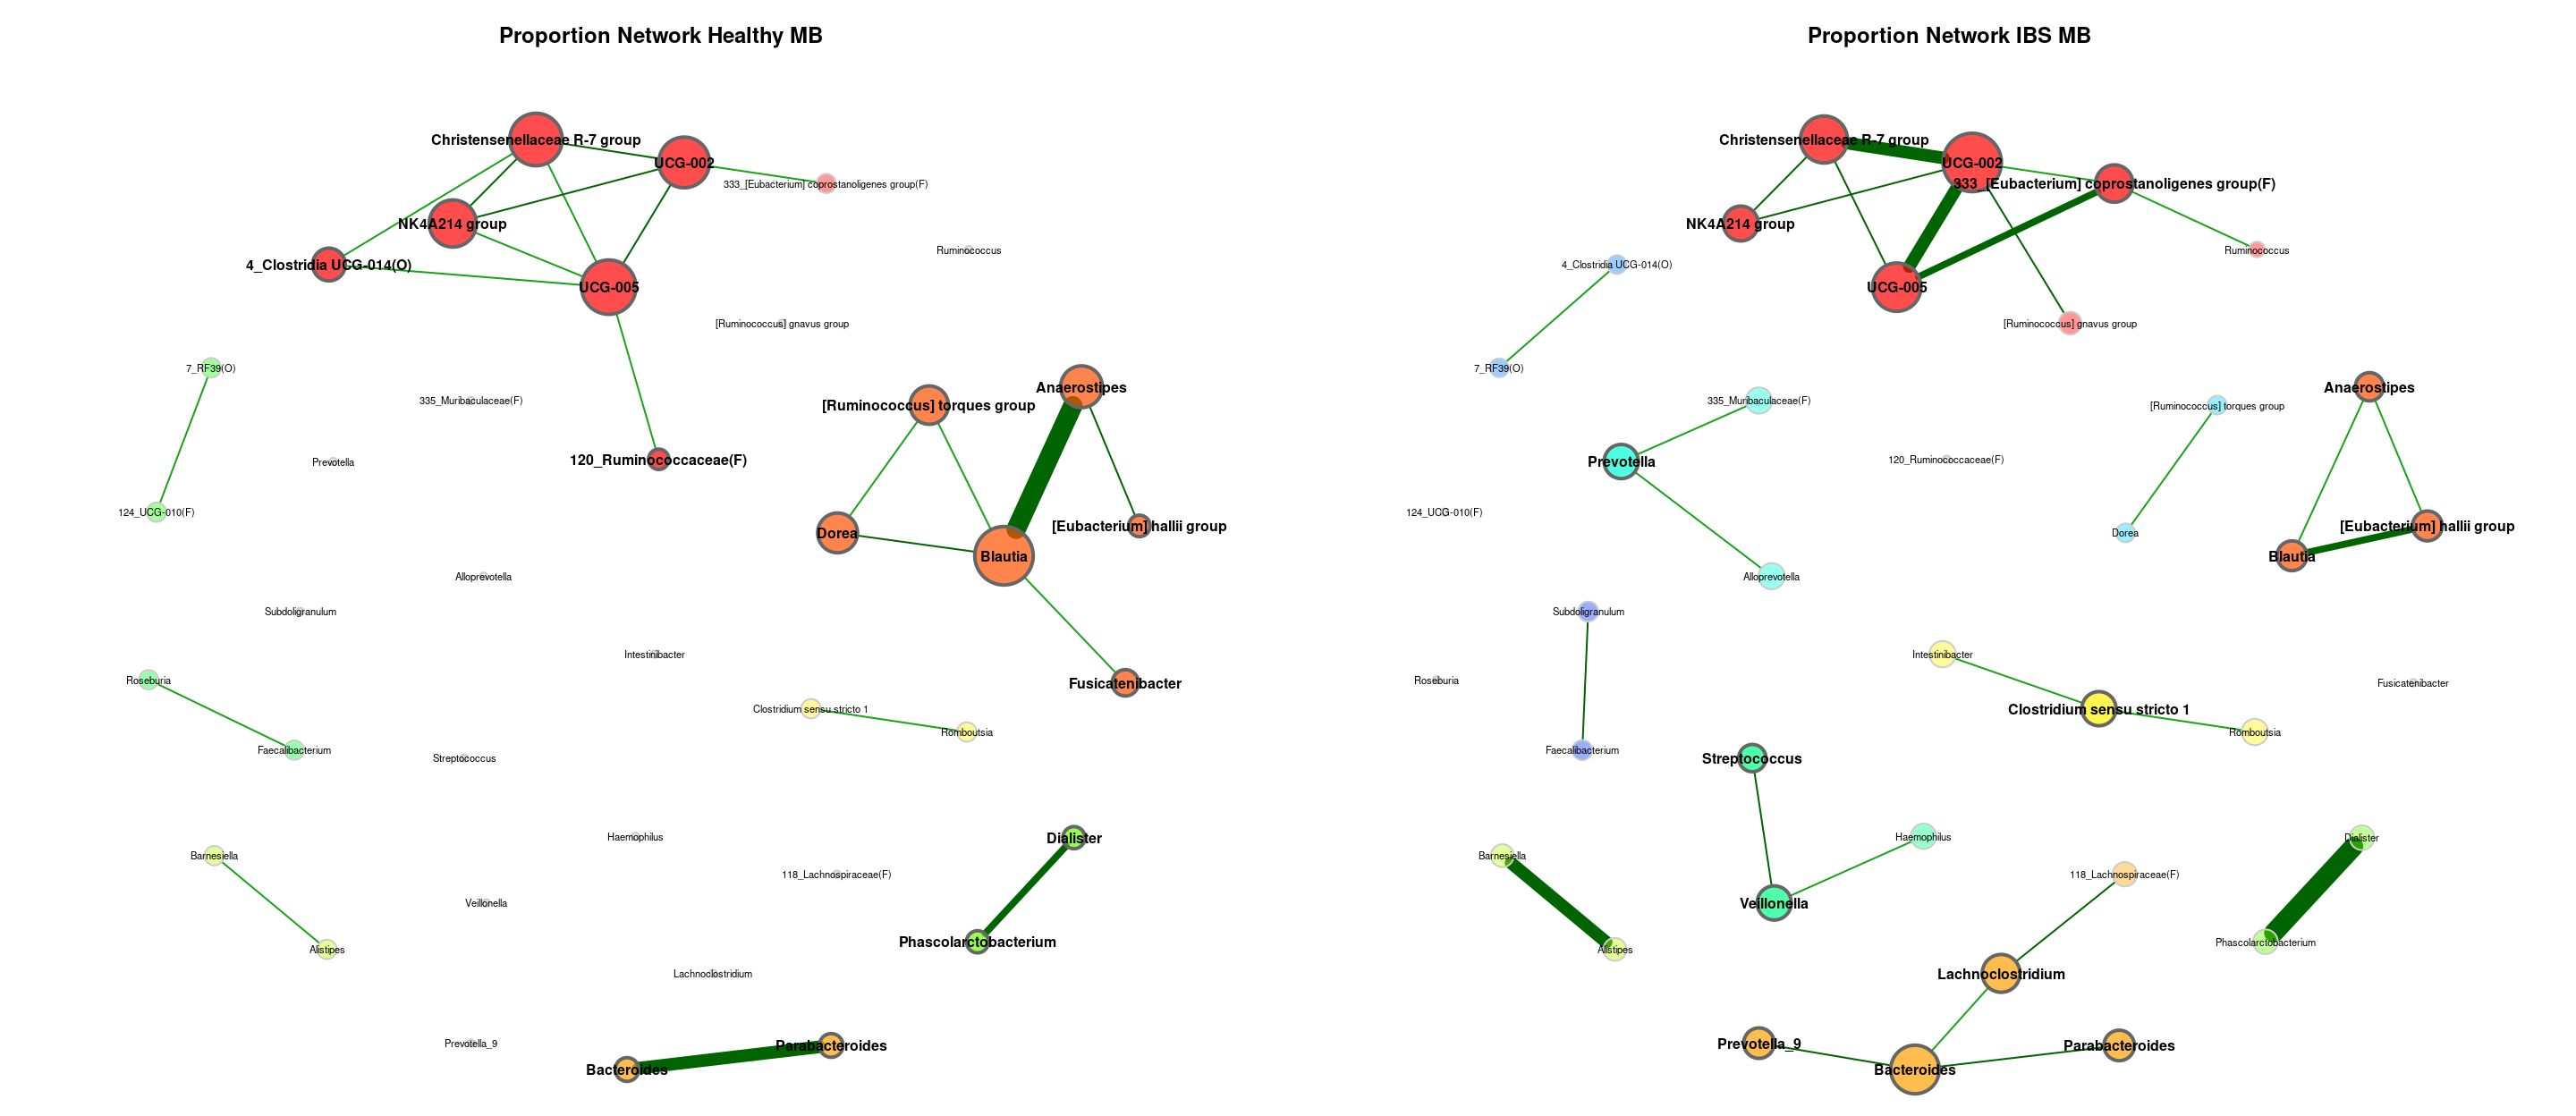 Proportion Network Healthy MB
Christensenellaceae R-7 group
UCG-002
333_[Eubacterium] coprostanoligenes group(F)
NK4A214 group
Ruminococcus
4_Clostridia UCG-014(O)
UCG-005
[Ruminococcus] gnavus group
7_RF39(O)
Anaerostipes
335_Muribaculaceae(F)
[Ruminococcus] torques group
120_Ruminococcaceae(F)
Prevotella
124_UCG-010(F)
[Eubacterium] hallii group
Dorea
Blautia
Alloprevotella
Subdoligranulum
Intestinibacter
Roseburia
Fusicatenibacter
Clostridium sensu stricto 1
Romboutsia
Faecalibacterium
Streptococcus
Haemophilus
Dialister
Barnesiella
118_Lachnospiraceae(F)
Veillonella
Phascolarctobacterium
Alistipes
Lachnoclostridium
Prevotella_9
Parabacteroides
Bacteroides
Proportion Network IBS MB
Christensenellaceae R-7 group
UCG-002
333_[Eubacterium] coprostanoligenes group(F)
NK4A214 group
Ruminococcus
4_Clostridia UCG-014(O)
UCG-005
[Ruminococcus] gnavus group
7_RF39(O)
Anaerostipes
335_Muribaculaceae(F)
[Ruminococcus] torques group
120_Ruminococcaceae(F)
Prevotella
124_UCG-010(F)
[Eubacterium] hallii group
Dorea
Blautia
Alloprevotella
Subdoligranulum
Intestinibacter
Roseburia
Fusicatenibacter
Clostridium sensu stricto 1
Romboutsia
Faecalibacterium
Streptococcus
Haemophilus
Dialister
Barnesiella
118_Lachnospiraceae(F)
Veillonella
Phascolarctobacterium
Alistipes
Lachnoclostridium
Prevotella_9
Parabacteroides
Bacteroides